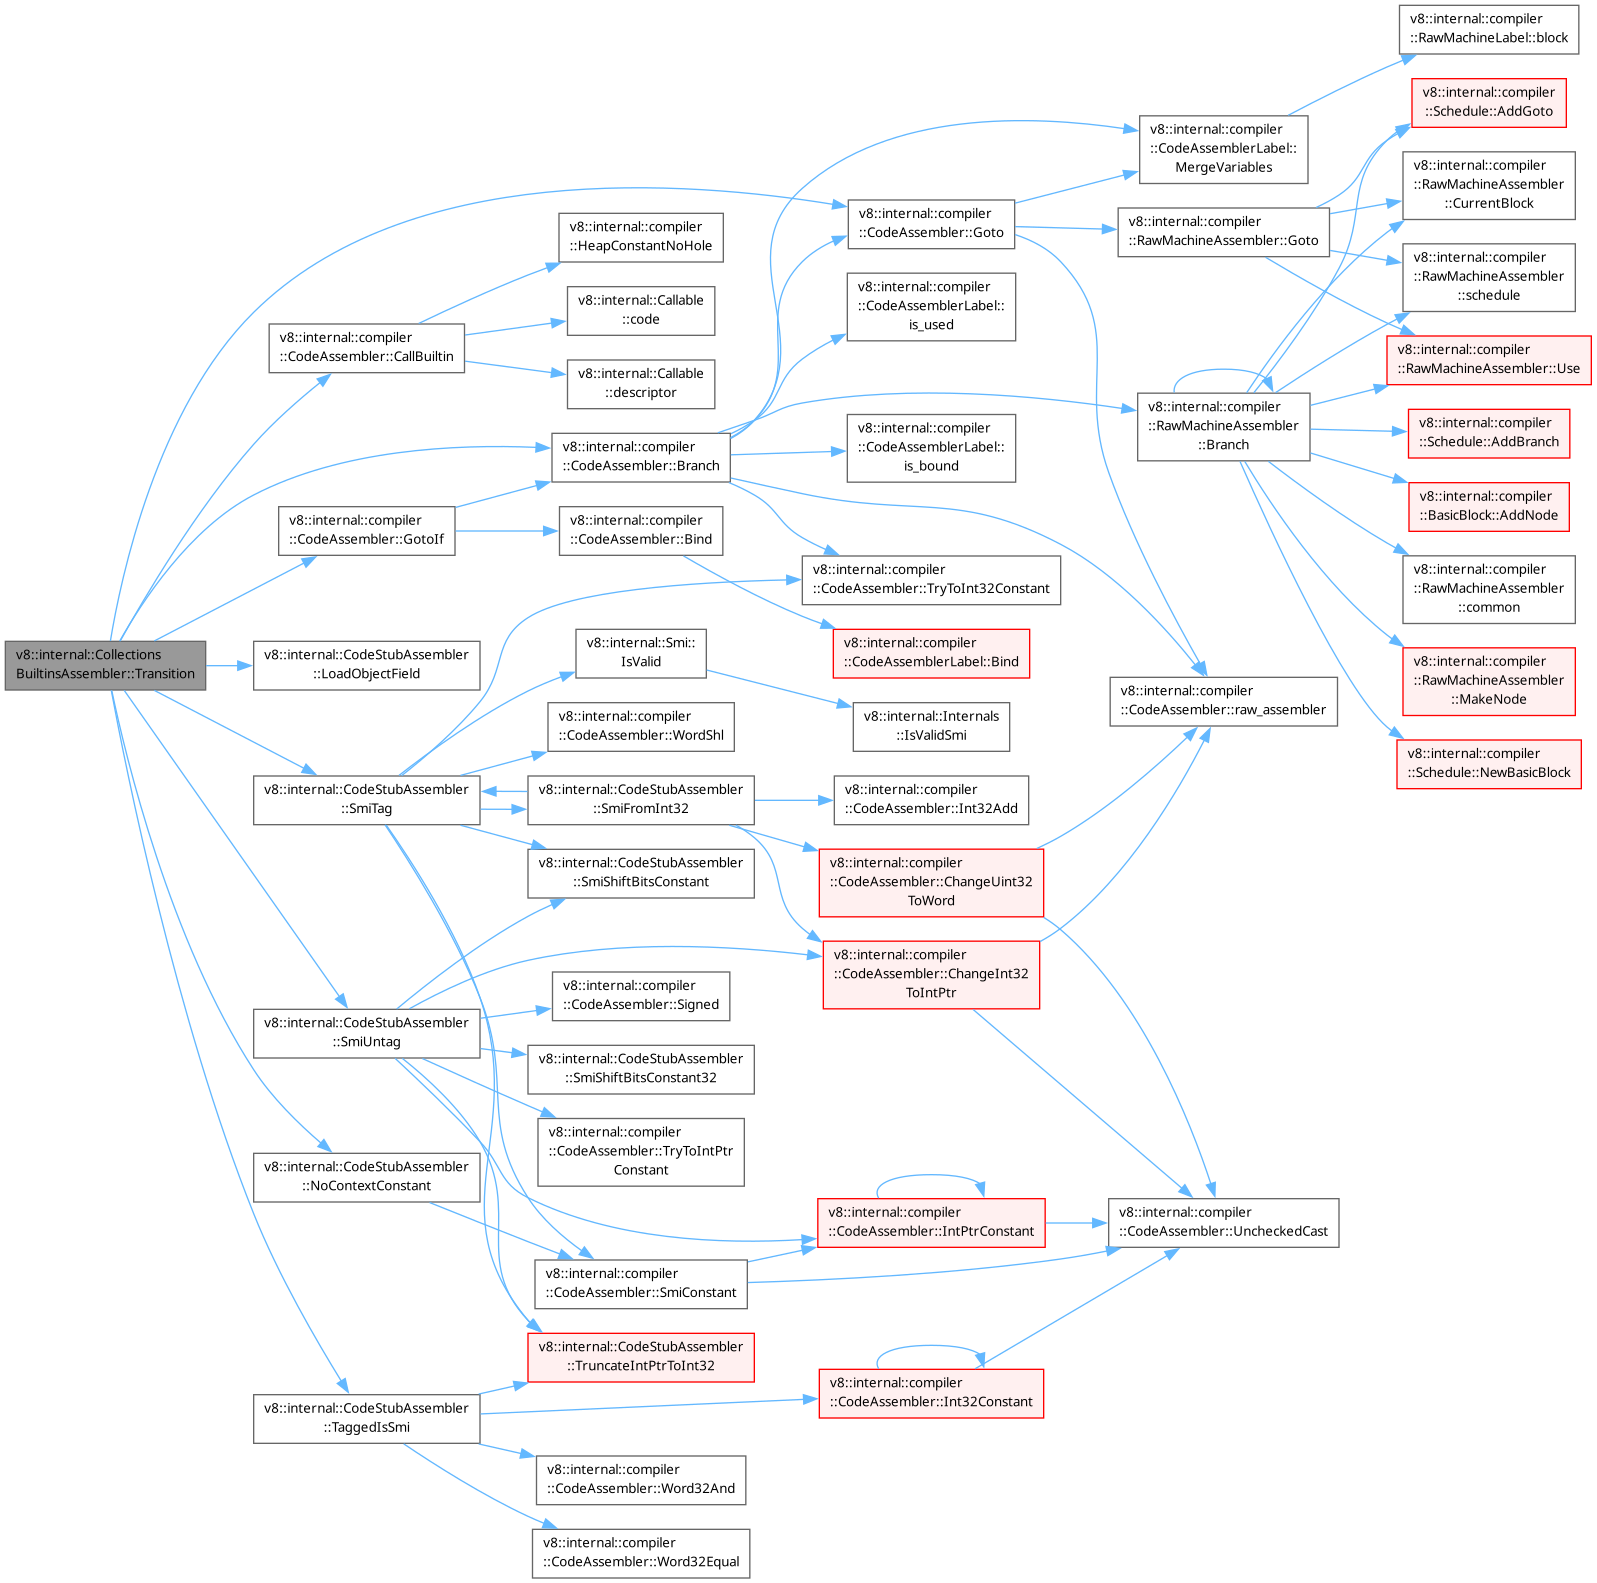 v8::internal::Collections
BuiltinsAssembler::Transition
v8::internal::compiler
::CodeAssembler::CallBuiltin
v8::internal::compiler
::HeapConstantNoHole
v8::internal::Callable
::code
v8::internal::Callable
::descriptor
v8::internal::compiler
::CodeAssembler::Branch
v8::internal::compiler
::CodeAssembler::GotoIf
v8::internal::compiler
::CodeAssembler::Bind
v8::internal::CodeStubAssembler
::LoadObjectField
v8::internal::Smi::
IsValid
v8::internal::compiler
::CodeAssembler::WordShl
v8::internal::CodeStubAssembler
::SmiTag
v8::internal::CodeStubAssembler
::SmiFromInt32
v8::internal::CodeStubAssembler
::SmiShiftBitsConstant
v8::internal::compiler
::CodeAssembler::Signed
v8::internal::CodeStubAssembler
::SmiUntag
v8::internal::CodeStubAssembler
::SmiShiftBitsConstant32
v8::internal::compiler
::CodeAssembler::TryToIntPtr
Constant
v8::internal::CodeStubAssembler
::NoContextConstant
v8::internal::compiler
::CodeAssembler::SmiConstant
v8::internal::CodeStubAssembler
::TruncateIntPtrToInt32
v8::internal::CodeStubAssembler
::TaggedIsSmi
v8::internal::compiler
::CodeAssembler::Word32And
v8::internal::compiler
::CodeAssembler::Word32Equal
v8::internal::compiler
::CodeAssembler::Goto
v8::internal::compiler
::CodeAssemblerLabel::
is_used
v8::internal::compiler
::CodeAssemblerLabel::
is_bound
v8::internal::compiler
::CodeAssembler::TryToInt32Constant
v8::internal::compiler
::CodeAssemblerLabel::Bind
v8::internal::Internals
::IsValidSmi
v8::internal::compiler
::CodeAssembler::Int32Add
v8::internal::compiler
::CodeAssembler::ChangeUint32
ToWord
v8::internal::compiler
::CodeAssembler::ChangeInt32
ToIntPtr
v8::internal::compiler
::CodeAssembler::IntPtrConstant
v8::internal::compiler
::CodeAssembler::Int32Constant
v8::internal::compiler
::CodeAssemblerLabel::
MergeVariables
v8::internal::compiler
::RawMachineAssembler::Goto
v8::internal::compiler
::RawMachineAssembler
::Branch
v8::internal::compiler
::CodeAssembler::raw_assembler
v8::internal::compiler
::CodeAssembler::UncheckedCast
v8::internal::compiler
::RawMachineLabel::block
v8::internal::compiler
::Schedule::AddGoto
v8::internal::compiler
::RawMachineAssembler
::CurrentBlock
v8::internal::compiler
::RawMachineAssembler
::schedule
v8::internal::compiler
::RawMachineAssembler::Use
v8::internal::compiler
::Schedule::AddBranch
v8::internal::compiler
::BasicBlock::AddNode
v8::internal::compiler
::RawMachineAssembler
::common
v8::internal::compiler
::RawMachineAssembler
::MakeNode
v8::internal::compiler
::Schedule::NewBasicBlock